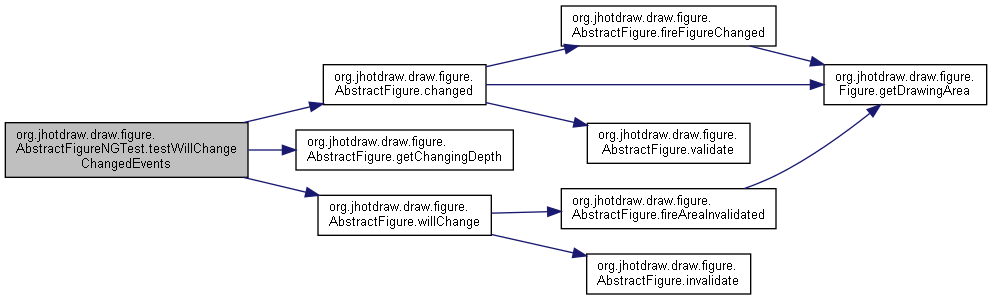 org.jhotdraw.draw.figure.
AbstractFigureNGTest.testWillChange
ChangedEvents
org.jhotdraw.draw.figure.
AbstractFigure.changed
org.jhotdraw.draw.figure.
AbstractFigure.getChangingDepth
org.jhotdraw.draw.figure.
AbstractFigure.willChange
org.jhotdraw.draw.figure.
AbstractFigure.fireFigureChanged
org.jhotdraw.draw.figure.
AbstractFigure.validate
org.jhotdraw.draw.figure.
AbstractFigure.fireAreaInvalidated
org.jhotdraw.draw.figure.
AbstractFigure.invalidate
org.jhotdraw.draw.figure.
Figure.getDrawingArea